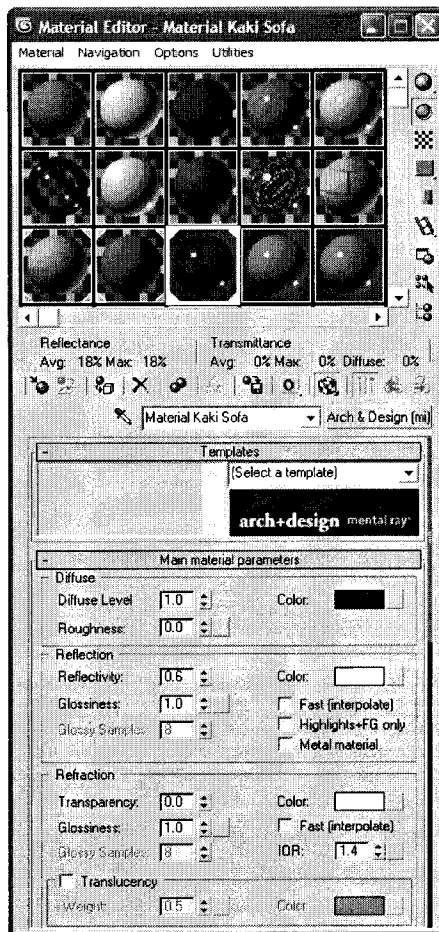 Material Editor - Material Kaki Sofa
Material Navigation Options Utilities
Reflectance Transmittance
Avg: 18% Max: 18% Avg: 0% Max: 0% Diffuse: 0%
Material Kaki Sofa Arch & Design (mi)
- Templates
(Select a template)
arch+design mental ray
- Main material parameters
Diffuse
Diffuse Level 1.0 Color:
Roughness: 0.0
Reflection
Reflectivity: 0.6 Color:
Glossiness: 1.0 Fast (interpolate)
Glossy Samples 8 Highlights+FG only
Metal material
Refraction
Transparency: 0.0 Color:
Glossiness: 1.0 Fast (interpolate)
Glossy Samples 8 IOR: 1.4
Translucency
Weight: 0.5 Color: